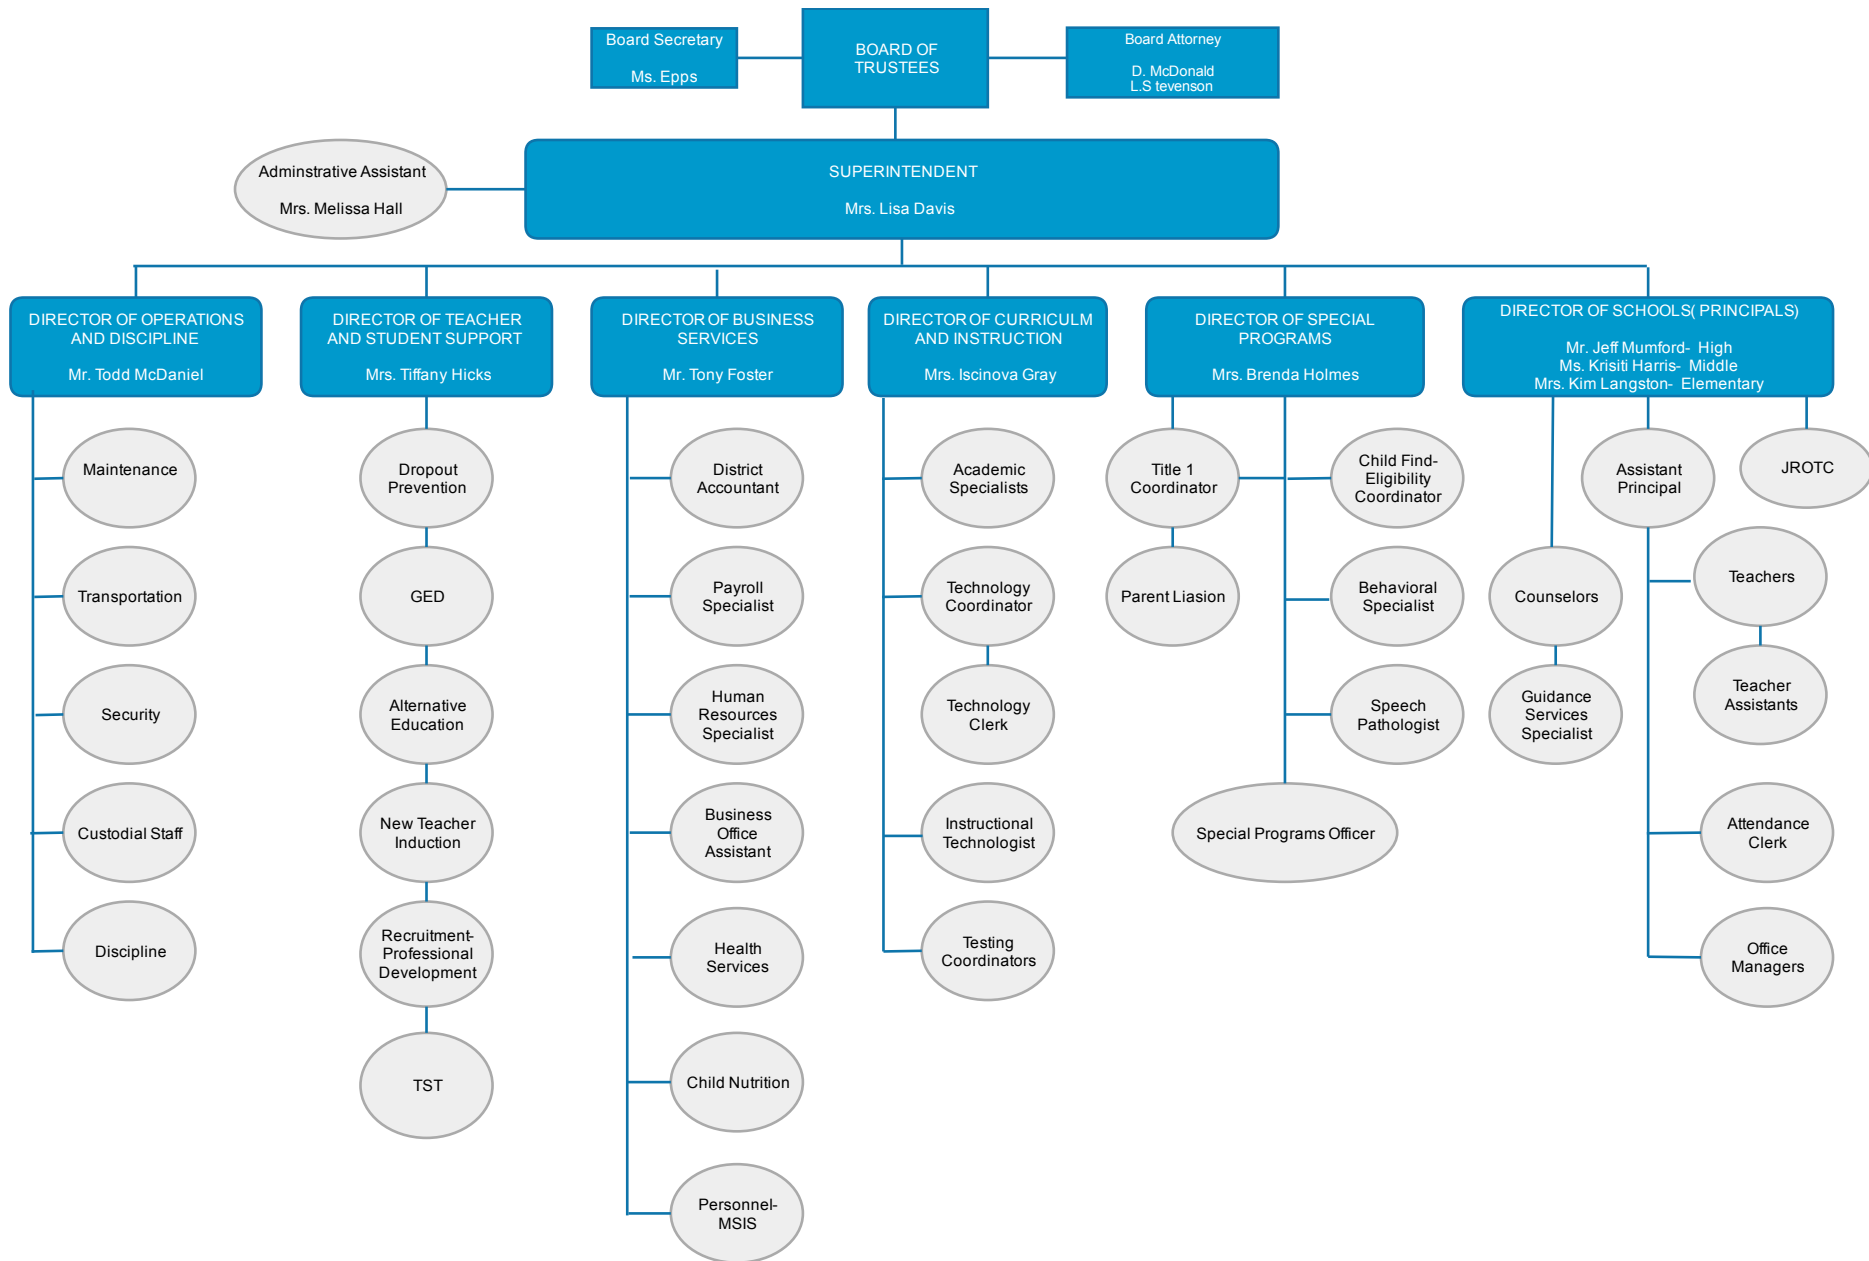 Board Secretary
Ms. Epps
BOARD OF
TRUSTEES
Board Attorney
D. McDonald
L.S tevenson
Adminstrative Assistant
Mrs. Melissa Hall
SUPERINTENDENT
Mrs. Lisa Davis
DIRECTOR OF OPERATIONS
AND DISCIPLINE
Mr. Todd McDaniel
DIRECTOR OF TEACHER
AND STUDENT SUPPORT
Mrs. Tiffany Hicks
DIRECTOR OF BUSINESS
SERVICES
Mr. Tony Foster
DIRECTOR OF CURRICULM
AND INSTRUCTION
Mrs. Iscinova Gray
DIRECTOR OF SPECIAL
PROGRAMS
Mrs. Brenda Holmes
DIRECTOR OF SCHOOLS( PRINCIPALS)
Mr. Jeff Mumford- High
Ms. Krisiti Harris- Middle
Mrs. Kim Langston- Elementary
Maintenance
Transportation
Security
Custodial Staff
Discipline
Dropout
Prevention
GED
Alternative
Education
New Teacher
Induction
Recruitment-
Professional
Development
TST
District
Accountant
Payroll
Specialist
Human
Resources
Specialist
Business
Office
Assistant
Health
Services
Child Nutrition
Personnel-
MSIS
Academic
Specialists
Technology
Coordinator
Technology
Clerk
Instructional
Technologist
Testing
Coordinators
Title 1
Coordinator
Parent Liasion
Child Find-
Eligibility
Coordinator
Behavioral
Specialist
Speech
Pathologist
Special Programs Officer
Counselors
Guidance
Services
Specialist
Assistant
Principal
Teachers
Teacher
Assistants
Attendance
Clerk
Office
Managers
JROTC